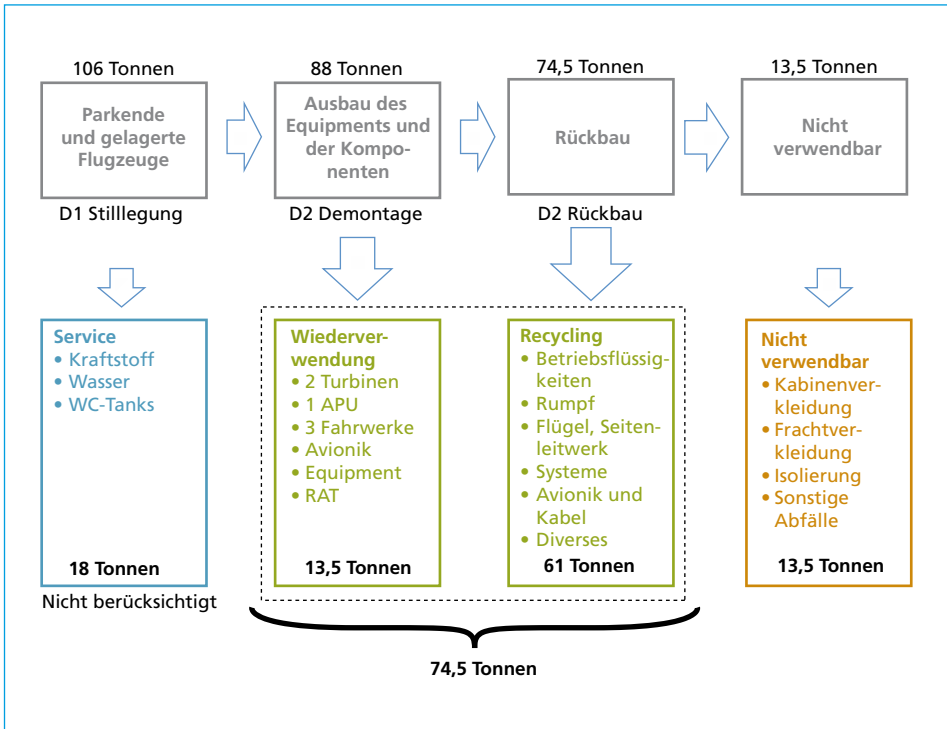 106 Tonnen
88 Tonnen
74,5 Tonnen
13,5 Tonnen
Parkende
und gelagerte
Flugzeuge
Ausbau des
Equipments und
der Kompo-
nenten
Rückbau
Nicht
verwendbar
D1 Stilllegung
D2 Demontage
D2 Rückbau
Service
• Kraftstoff
• Wasser
• WC-Tanks
18 Tonnen
Nicht berücksichtigt
Wiederver-
wendung
• 2 Turbinen
• 1 APU
• 3 Fahrwerke
• Avionik
• Equipment
• RAT
13,5 Tonnen
Recycling
• Betriebsflüssig-
keiten
• Rumpf
• Flügel, Seiten-
leitwerk
• Systeme
• Avionik und
Kabel
• Diverses
61 Tonnen
Nicht
verwendbar
• Kabinenver-
kleidung
• Frachtver-
kleidung
• Isolierung
• Sonstige
Abfälle
13,5 Tonnen
74,5 Tonnen